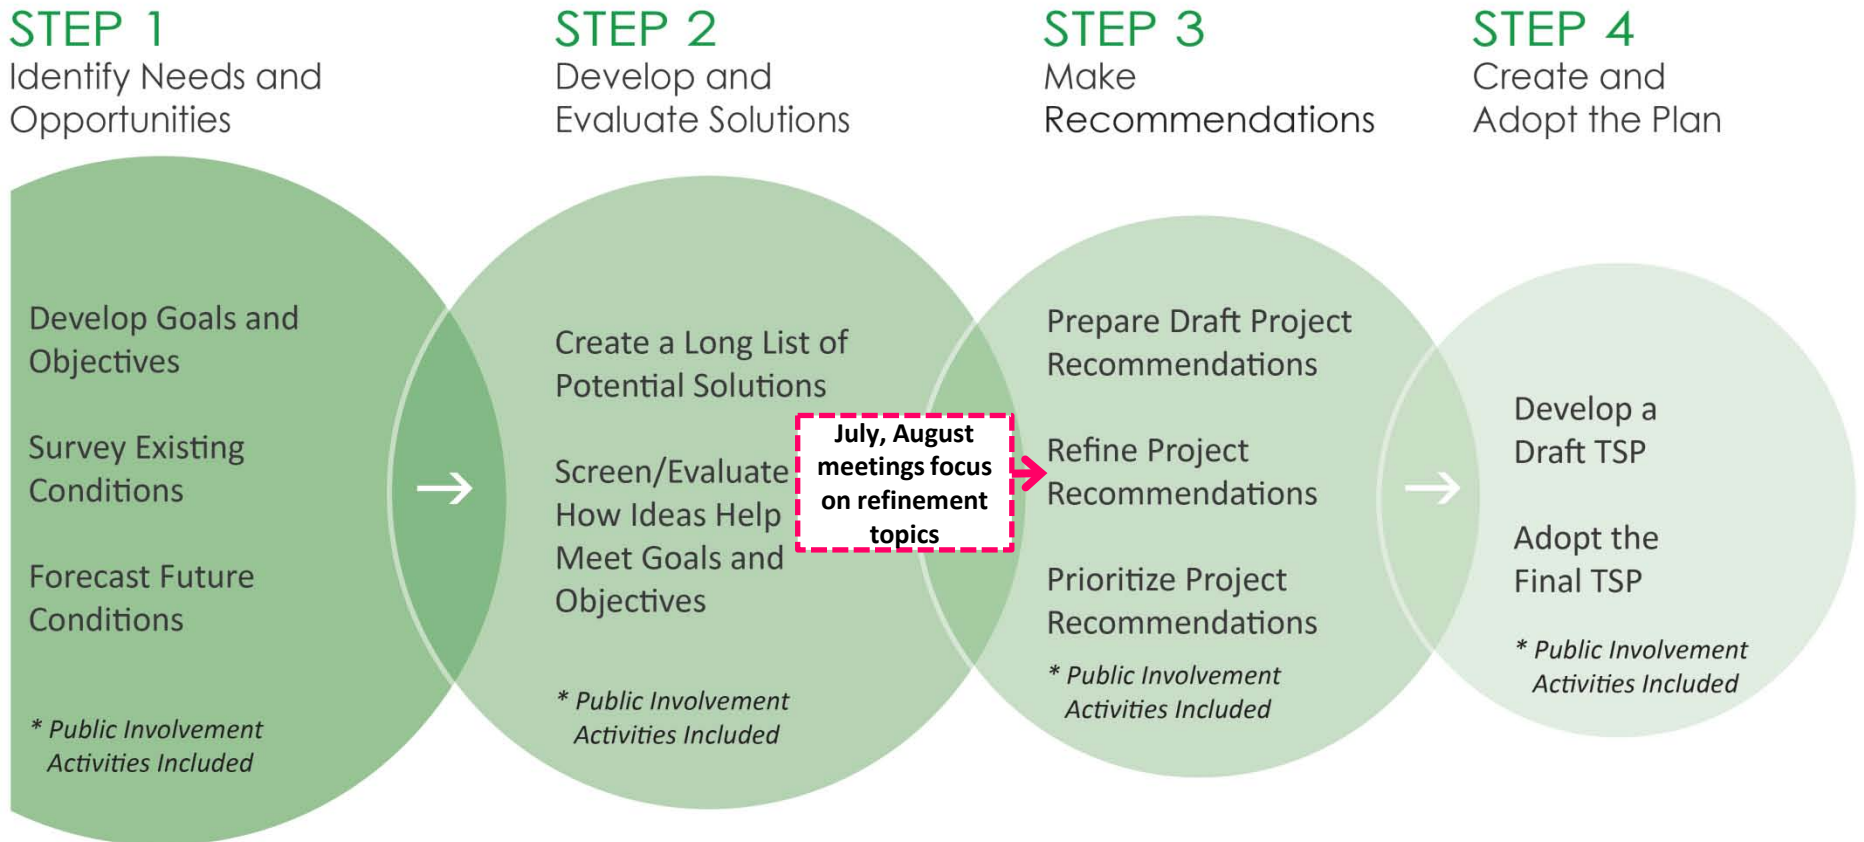 STEP 1
Identify Needs and
Opportunities
Develop Goals and
Objectives
Survey Existing
Conditions
Forecast Future
Conditions
* Public Involvement
Activities Included
→
STEP 2
Develop and
Evaluate Solutions
Create a Long List of
Potential Solutions
Screen/Evaluate
How Ideas Help
Meet Goals and
Objectives
* Public Involvement
Activities Included
July, August
meetings focus
on refinement
topics
STEP 3
Make
Recommendations
Prepare Draft Project
Recommendations
Refine Project
Recommendations
Prioritize Project
Recommendations
* Public Involvement
Activities Included
→
STEP 4
Create and
Adopt the Plan
Develop a
Draft TSP
Adopt the
Final TSP
* Public Involvement
Activities Included